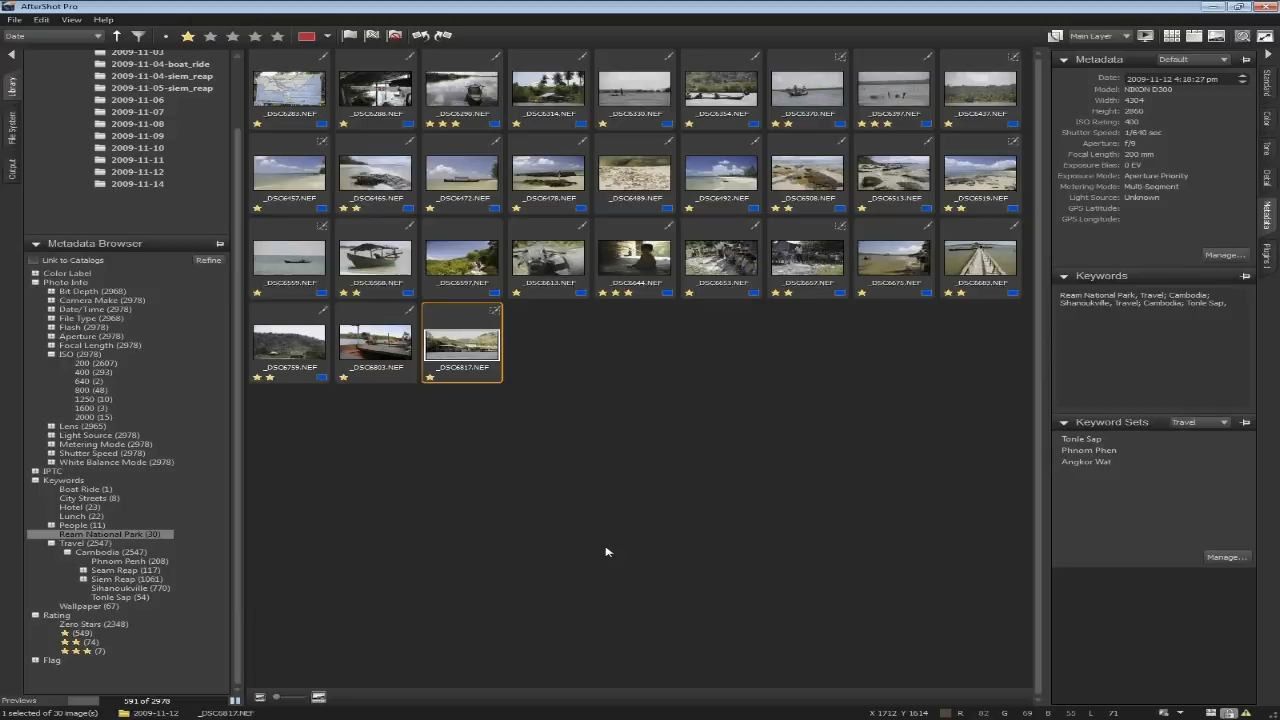 AfterShot Pro
File Edit View Help
Date
Main Layer
Library
File System
Output
2009-11-03
2009-11-04-boat_ride
2009-11-04-siem_reap
2009-11-05-siem_reap
2009-11-06
2009-11-07
2009-11-08
2009-11-09
2009-11-10
2009-11-11
2009-11-12
2009-11-14
Metadata Browser
Link to Catalogs Refine
Color Label
Photo Info
Bit Depth (2968)
Camera Make (2978)
Date/Time (2978)
File Type (2968)
Flash (2978)
Aperture (2978)
Focal Length (2978)
ISO (2978)
200 (2607)
400 (293)
640 (2)
800 (48)
1250 (10)
1600 (3)
2000 (15)
Lens (2965)
Light Source (2978)
Metering Mode (2978)
Shutter Speed (2978)
White Balance Mode (2978)
IPTC
Keywords
Boat Ride (1)
City Streets (8)
Hotel (23)
Lunch (22)
People (11)
Ream National Park (30)
Travel (2547)
Cambodia (2547)
Phnom Penh (208)
Seam Reap (117)
Siem Reap (1061)
Sihanoukville (770)
Tonle Sap (54)
Wallpaper (67)
Rating
Zero Stars (2348)
(549)
(74)
(7)
Flag
Previews 591 of 2978
_DSC6283.NEF _DSC6288.NEF _DSC6290.NEF _DSC6314.NEF _DSC6330.NEF _DSC6354.NEF _DSC6370.NEF _DSC6397.NEF _DSC6437.NEF
_DSC6457.NEF _DSC6465.NEF _DSC6472.NEF _DSC6478.NEF _DSC6489.NEF _DSC6492.NEF _DSC6508.NEF _DSC6513.NEF _DSC6519.NEF
_DSC6559.NEF _DSC6568.NEF _DSC6597.NEF _DSC6613.NEF _DSC6644.NEF _DSC6653.NEF _DSC6667.NEF _DSC6675.NEF _DSC6683.NEF
_DSC6759.NEF _DSC6803.NEF _DSC6817.NEF
Metadata Default
Date: 2009-11-12 4:18:27 pm
Model: NIKON D300
Width: 4304
Height: 2860
ISO Rating: 400
Shutter Speed: 1/640 sec
Aperture: f/9
Focal Length: 200 mm
Exposure Bias: 0 EV
Exposure Mode: Aperture Priority
Metering Mode: Multi-Segment
Light Source: Unknown
GPS Latitude:
GPS Longitude:
Manage...
Keywords
Ream National Park, Travel; Cambodia;
Sihanoukville, Travel; Cambodia; Tonle Sap,
Keyword Sets Travel
Tonle Sap
Phnom Phen
Angkor Wat
Manage...
Standard
Color
Tone
Detail
Metadata
Plugins
1 selected of 30 image(s) 2009-11-12 _DSC6817.NEF X 1712 Y 1614 R 82 G 69 B 55 L 71